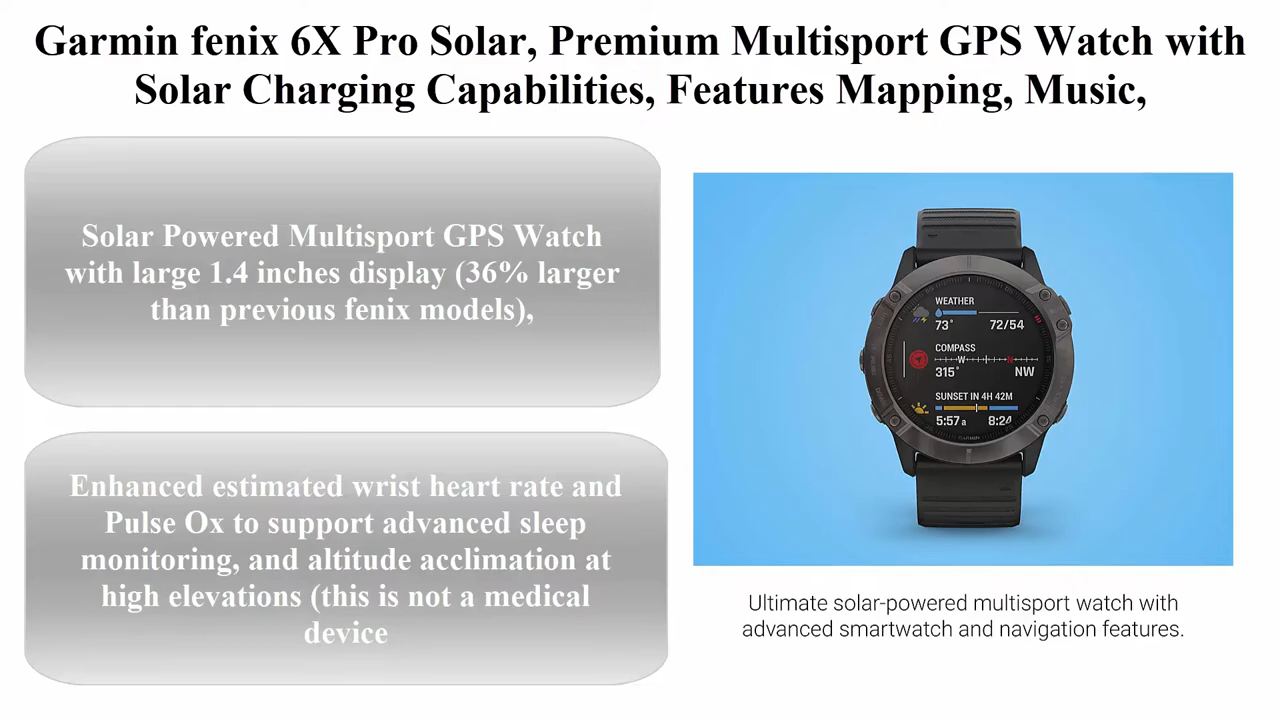 Garmin fenix 6X Pro Solar, Premium Multisport GPS Watch with
Solar Charging Capabilities, Features Mapping, Music,
Solar Powered Multisport GPS Watch
with large 1.4 inches display (36% larger
than previous fenix models),
Enhanced estimated wrist heart rate and
Pulse Ox to support advanced sleep
monitoring, and altitude acclimation at
high elevations (this is not a medical
device
WEATHER
73° 72/54
COMPASS
W N
315° NW
SUNSET IN 4H 42M
5:57a 8:24
GARMIN
Ultimate solar-powered multisport watch with
advanced smartwatch and navigation features.